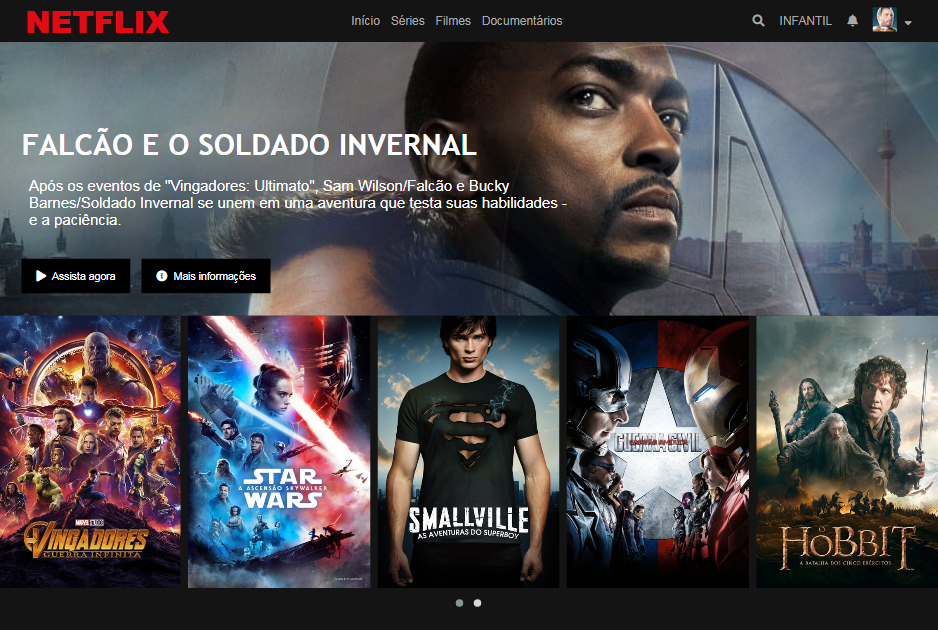 NETFLIX
Início Séries Filmes Documentários
INFANTIL
FALCÃO E O SOLDADO INVERNAL
Após os eventos de "Vingadores: Ultimato", Sam Wilson/Falcão e Bucky
Barnes/Soldado Invernal se unem em uma aventura que testa suas habilidades -
e a paciência.
Assista agora
Mais informações
MARVEL STUDIOS
VINGADORES
GUERRA INFINITA
STAR
A ASCENSÃO SKYWALKER
WARS
SMALLVILLE
AS AVENTURAS DO SUPERBOY
CAPITÃO AMÉRICA
GUERRA CIVIL
O
HOBBIT
A BATALHA DOS CINCO EXÉRCITOS